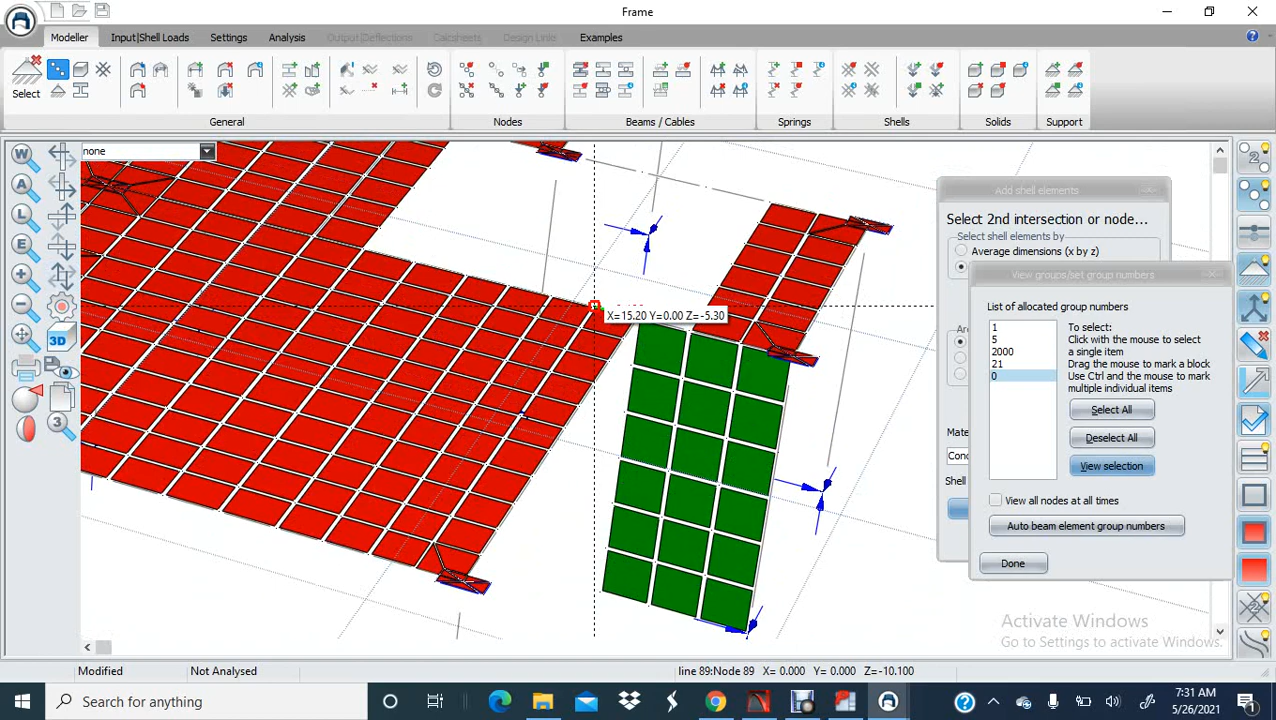 Frame
Modeller Input|Shell Loads Settings Analysis Output|Deflections Calcsheets Design Links Examples
Select
General Nodes Beams / Cables Springs Shells Solids Support
none
Add shell elements
Select 2nd intersection or node...
Select shell elements by
Average dimensions (x by z)
View groups/set group numbers
List of allocated group numbers
1
5
2000
21
0
To select:
Click with the mouse to select
a single item
Drag the mouse to mark a block
Use Ctrl and the mouse to mark
multiple individual items
Select All
Deselect All
View selection
View all nodes at all times
Auto beam element group numbers
Done
Ar
Mate
Conc
Shell
X=15.20 Y=0.00 Z=-5.30
W
A
L
E
3D
3
2
Activate Windows
Go to Settings to activate Windows.
Modified Not Analysed line 89:Node 89 X= 0.000 Y= 0.000 Z=-10.100
Search for anything
7:31 AM
5/26/2021